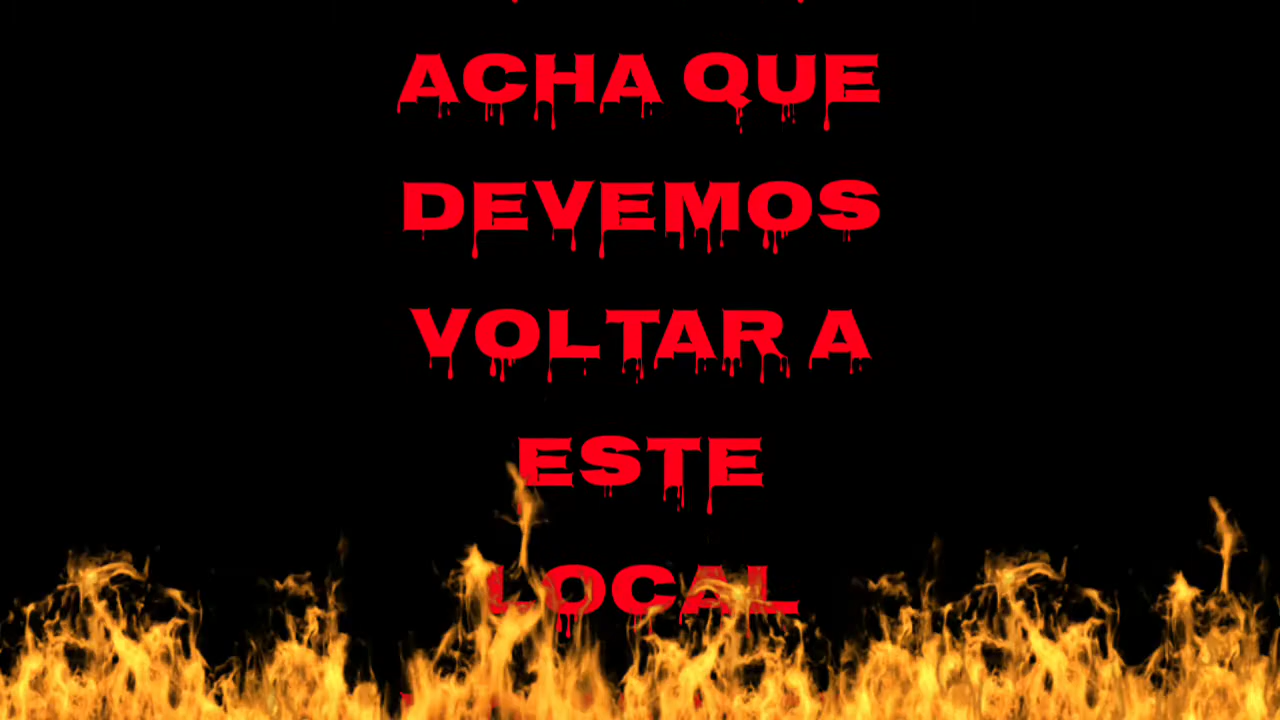 ACHA QUE
DEVEMOS
VOLTAR A
ESTE
LOCAL